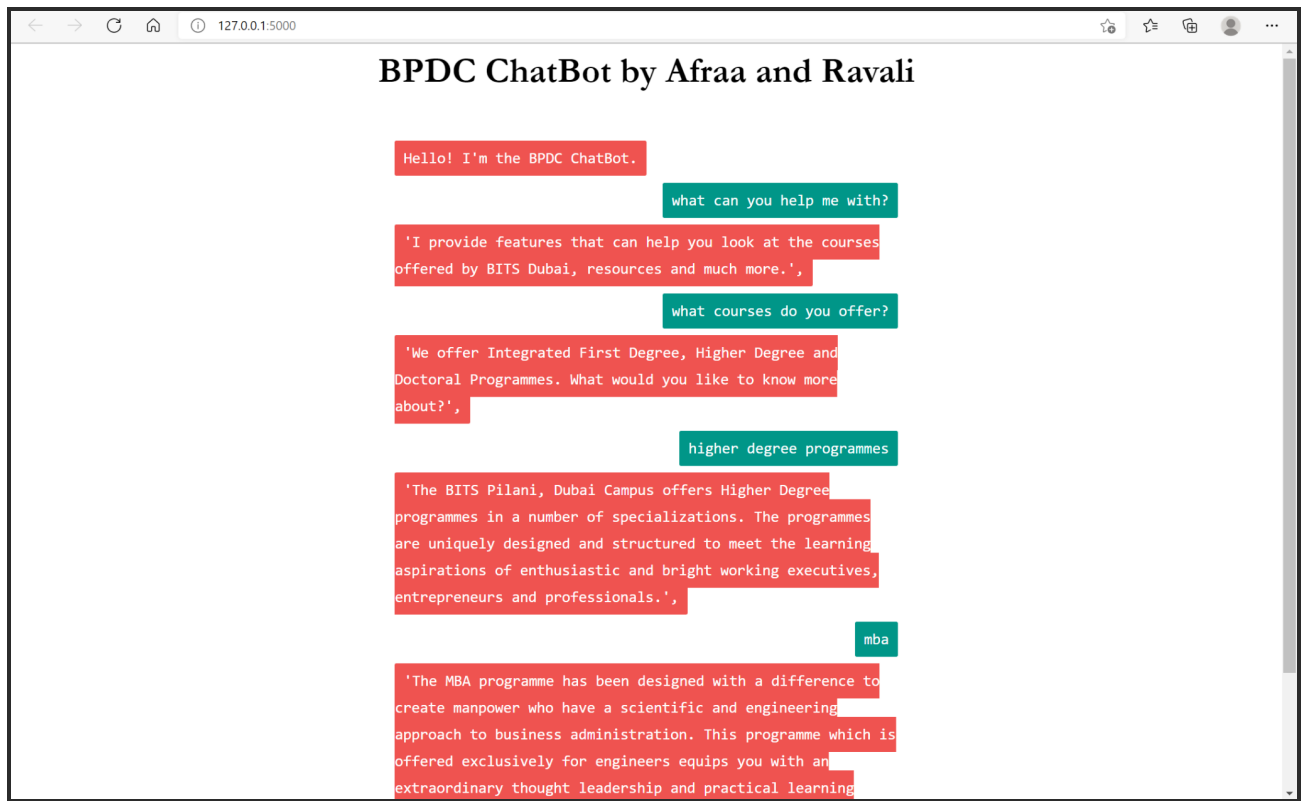 127.0.0.1:5000
BPDC ChatBot by Afraa and Ravali
Hello! I'm the BPDC ChatBot.
what can you help me with?
'I provide features that can help you look at the courses
offered by BITS Dubai, resources and much more.',
what courses do you offer?
'We offer Integrated First Degree, Higher Degree and
Doctoral Programmes. What would you like to know more
about?',
higher degree programmes
'The BITS Pilani, Dubai Campus offers Higher Degree
programmes in a number of specializations. The programmes
are uniquely designed and structured to meet the learning
aspirations of enthusiastic and bright working executives,
entrepreneurs and professionals.',
mba
'The MBA programme has been designed with a difference to
create manpower who have a scientific and engineering
approach to business administration. This programme which is
offered exclusively for engineers equips you with an
extraordinary thought leadership and practical learning